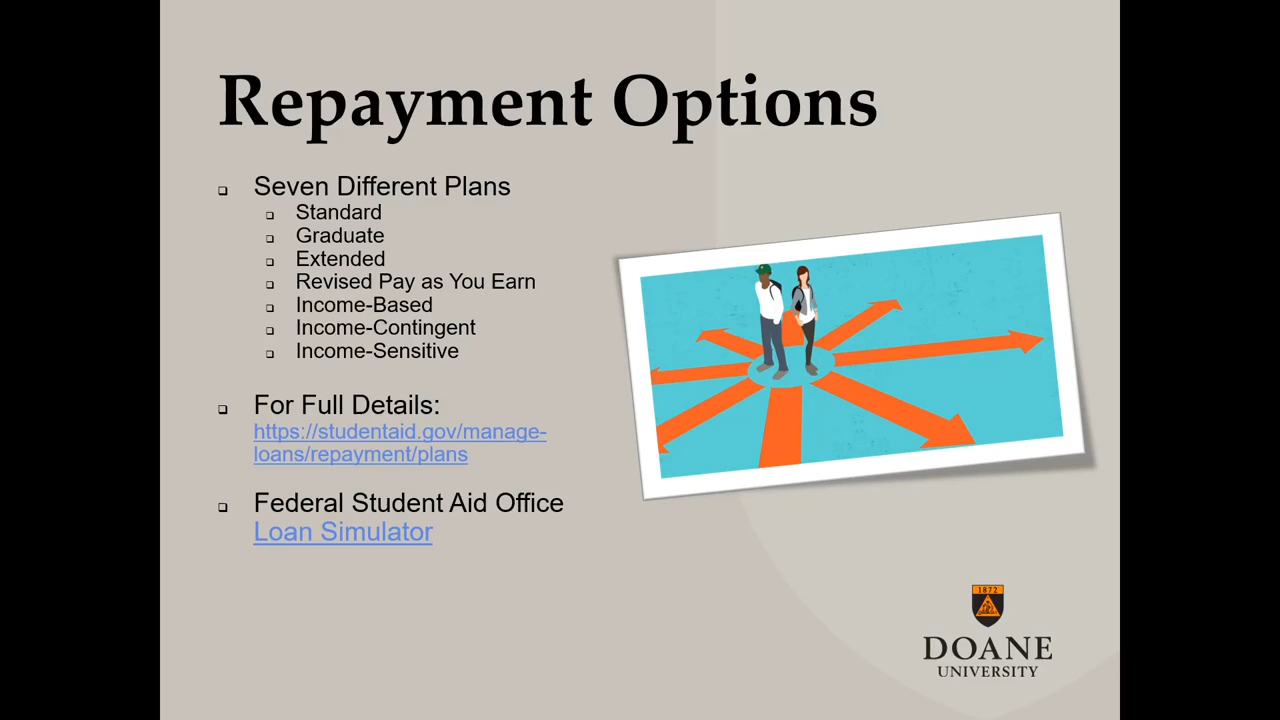 Repayment Options
Seven Different Plans
Standard
Graduate
Extended
Revised Pay as You Earn
Income-Based
Income-Contingent
Income-Sensitive
For Full Details:
https://studentaid.gov/manage-
loans/repayment/plans
Federal Student Aid Office
Loan Simulator
1872
DOANE
UNIVERSITY